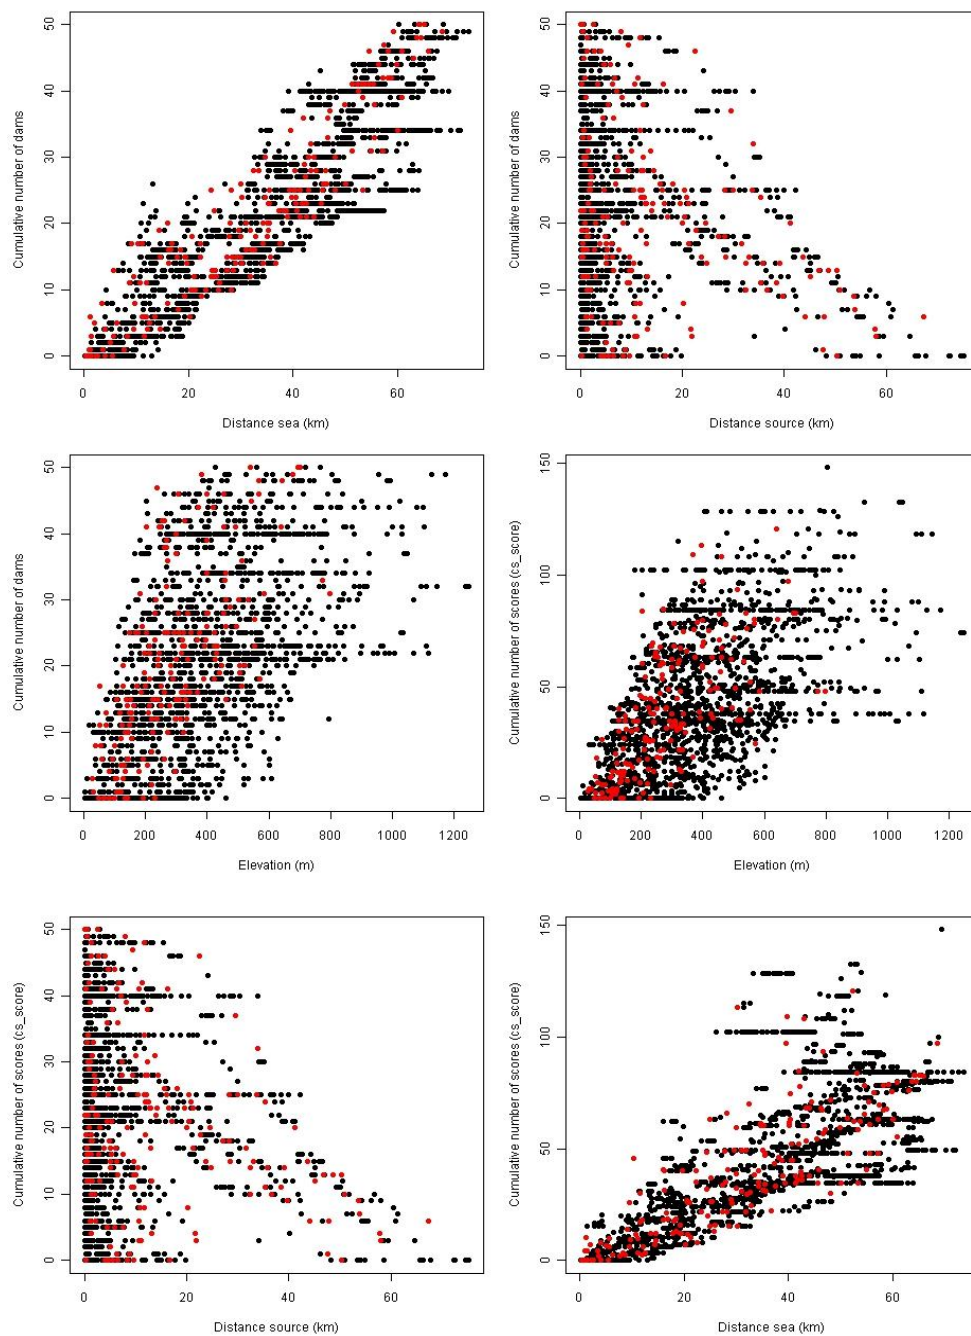 Cumulative number of dams
50
40
30
20
10
0
0 20 40 60
Distance sea (km)
Cumulative number of dams
50
40
30
20
10
0
0 20 40 60
Distance source (km)
Cumulative number of dams
50
40
30
20
10
0
0 200 400 600 800 1000 1200
Elevation (m)
Cumulative number of scores (cs_score)
150
100
50
0
0 200 400 600 800 1000 1200
Elevation (m)
Cumulative number of scores (cs_score)
50
40
30
20
10
0
0 20 40 60
Distance source (km)
Cumulative number of scores (cs_score)
150
100
50
0
0 20 40 60
Distance sea (km)